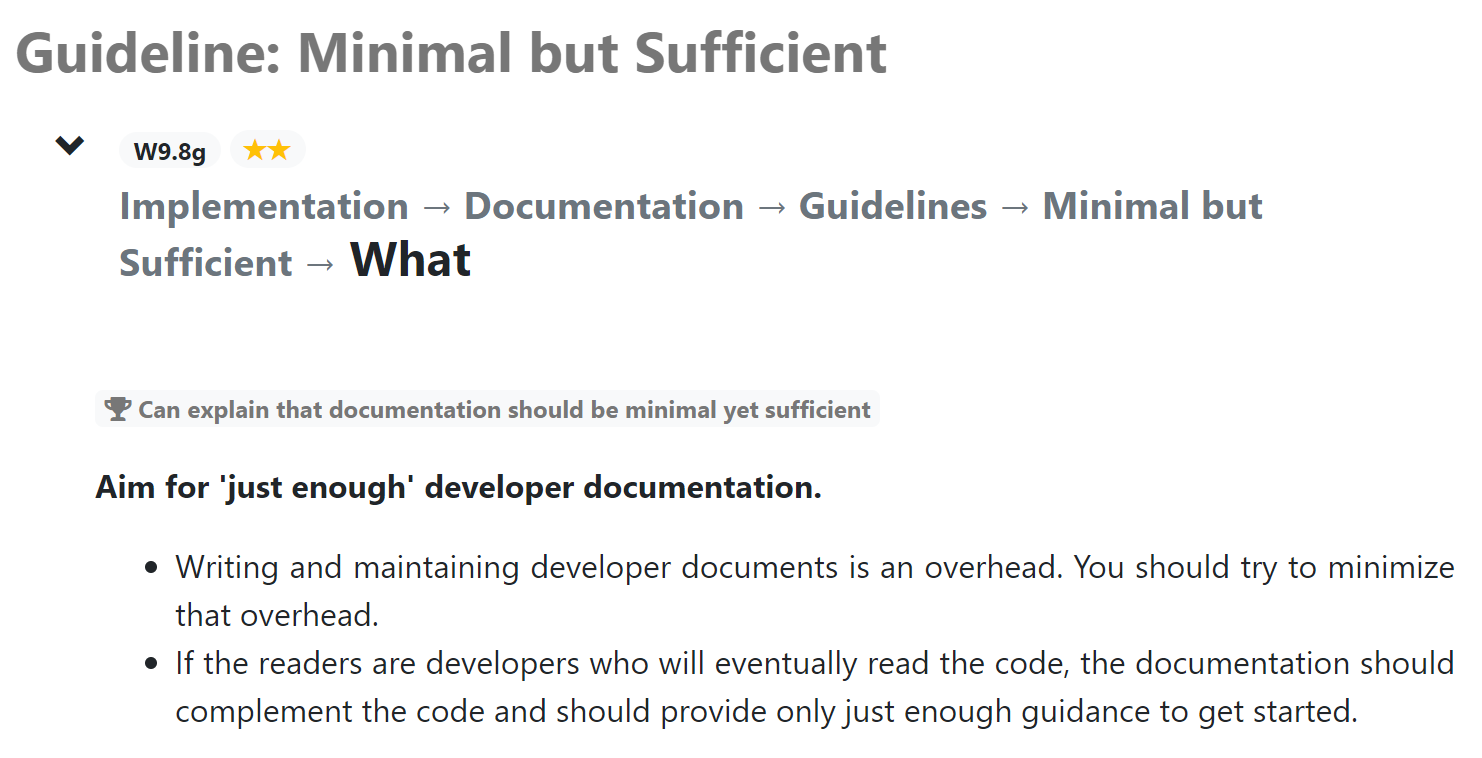 Guideline: Minimal but Sufficient
W9.8g ★★
Implementation → Documentation → Guidelines → Minimal but
Sufficient → What
Can explain that documentation should be minimal yet sufficient
Aim for 'just enough' developer documentation.
• Writing and maintaining developer documents is an overhead. You should try to minimize
that overhead.
• If the readers are developers who will eventually read the code, the documentation should
complement the code and should provide only just enough guidance to get started.